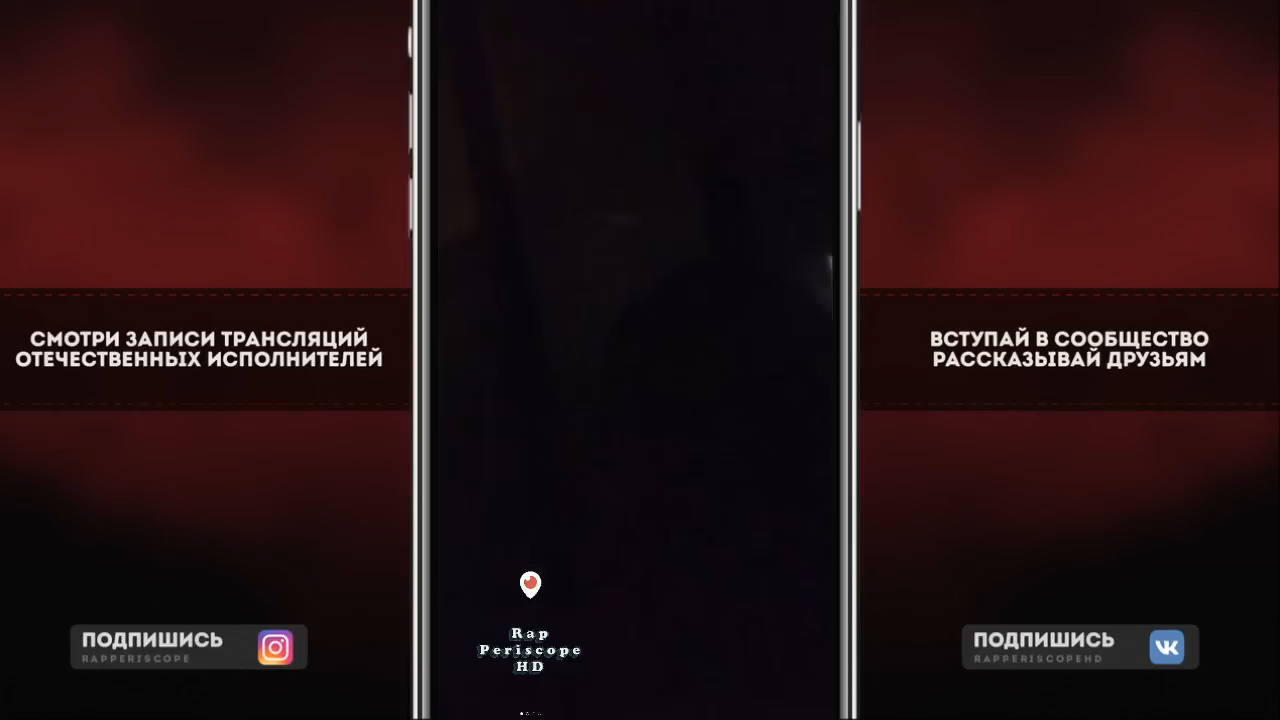 СМОТРИ ЗАПИСИ ТРАНСЛЯЦИЙ
ОТЕЧЕСТВЕННЫХ ИСПОЛНИТЕЛЕЙ
ВСТУПАЙ В СООБЩЕСТВО
РАССКАЗЫВАЙ ДРУЗЬЯМ
Rap
Periscope
HD
ПОДПИШИСЬ
RAPPERISCOPE
ПОДПИШИСЬ
RAPPERISCOPEHD